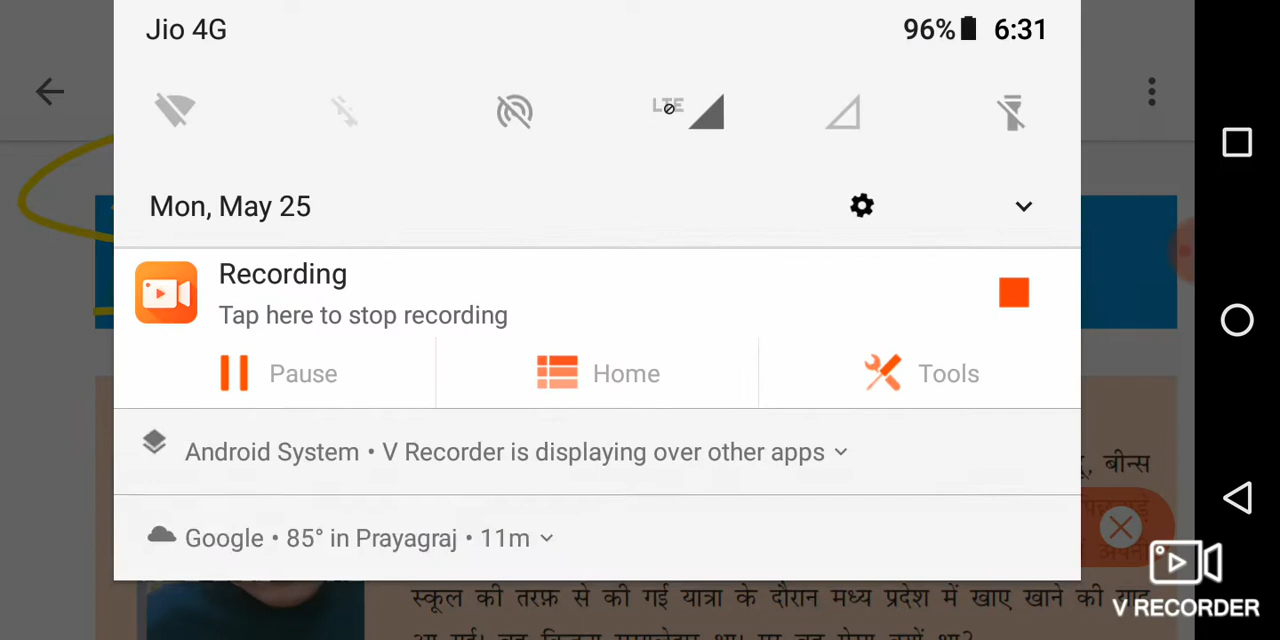 Jio 4G
96% 6:31
LTE
Mon, May 25
Recording
Tap here to stop recording
Pause
Home
Tools
Android System • V Recorder is displaying over other apps
, बीन्स
Google • 85° in Prayagraj • 11m
स्कूल की तरफ़ से की गई यात्रा के दौरान मध्य प्रदेश में खाए खाने की
V RECORDER